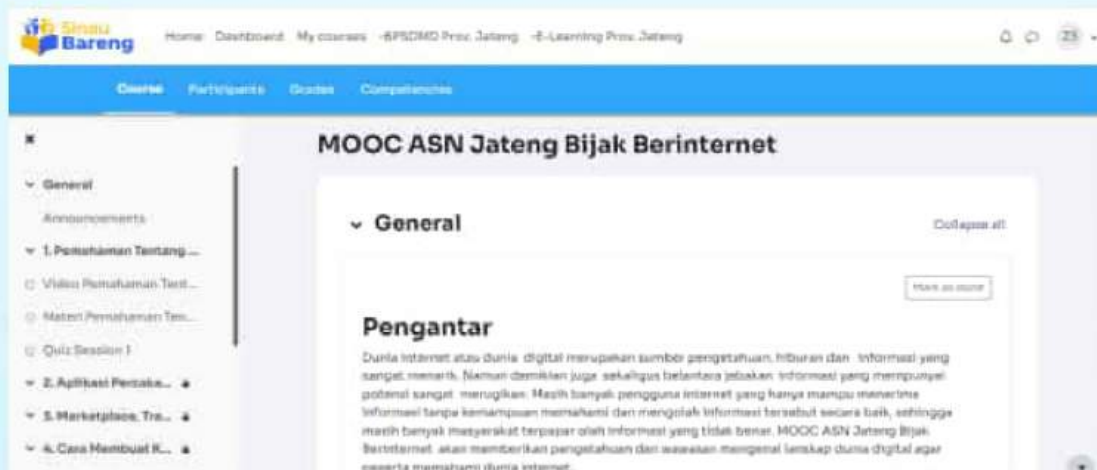 Sinau
Bareng
Home Dashboard My courses -BPSDMD Prov. Jateng -E-Learning Prov. Jateng
ZS
Course Participants Grades Competencies
MOOC ASN Jateng Bijak Berinternet
General
Announcements
1. Pemahaman Tentang ...
Video Pemahaman Tent...
Materi Pemahaman Ten...
Quiz Session 1
2. Aplikasi Percaka...
3. Marketplace, Tra...
4. Cara Membuat K...
General
Collapse all
Mark as done
Pengantar
Dunia internet atau dunia digital merupakan sumber pengetahuan, hiburan dan informasi yang
sangat menarik. Namun demikian juga sekaligus belantara jebakan informasi yang mempunyai
potensi sangat merugikan. Masih banyak pengguna internet yang hanya mampu menerima
informasi tanpa kemampuan memahami dan mengolah informasi tersebut secara baik, sehingga
masih banyak masyarakat terpapar oleh informasi yang tidak benar. MOOC ASN Jateng Bijak
Berinternet akan memberikan pengetahuan dan wawasan mengenai lanskap dunia digital agar
peserta memahami dunia internet.